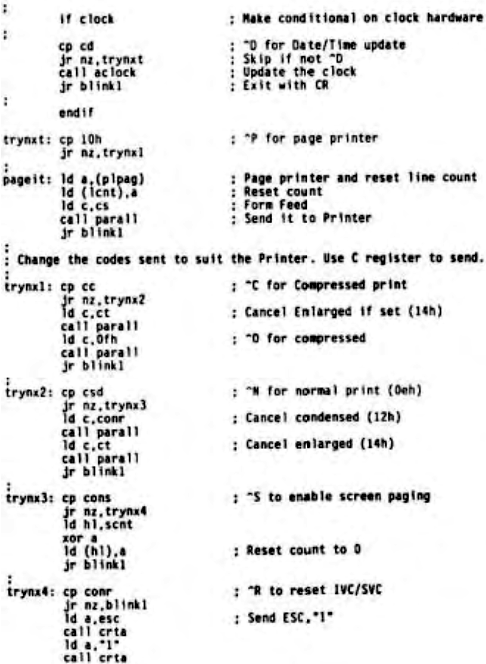 ;
if clock ; Make conditional on clock hardware
;
cp cd ; ^D for Date/Time update
jr nz,trynxt ; Skip if not ^D
call aclock ; Update the clock
jr blink1 ; Exit with CR
;
endif
trynxt: cp 10h ; ^P for page printer
jr nz,trynx1
;
pageit: ld a,(plpag) ; Page printer and reset line count
ld (lcnt),a ; Reset count
ld c,cs ; Form Feed
call parall ; Send it to Printer
jr blink1
;
; Change the codes sent to suit the Printer. Use C register to send.
;
trynx1: cp cc ; ^C for Compressed print
jr nz,trynx2
ld c,ct ; Cancel Enlarged if set (14h)
call parall
ld c,0fh ; ^O for compressed
call parall
jr blink1
;
trynx2: cp csd ; ^N for normal print (0eh)
jr nz,trynx3
ld c,conr ; Cancel condensed (12h)
call parall
ld c,ct ; Cancel enlarged (14h)
call parall
jr blink1
;
trynx3: cp cons ; ^S to enable screen paging
jr nz,trynx4
ld hl,scnt
xor a
ld (hl),a ; Reset count to 0
jr blink1
;
trynx4: cp conr ; ^R to reset IVC/SVC
jr nz,blink1
ld a,esc ; Send ESC,"1"
call crta
ld a,"1"
call crta